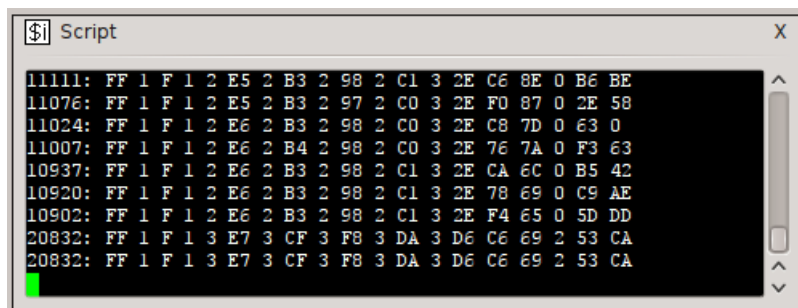 $i Script X
11111: FF 1 F 1 2 E5 2 B3 2 98 2 C1 3 2E C6 8E 0 B6 BE
11076: FF 1 F 1 2 E5 2 B3 2 97 2 C0 3 2E F0 87 0 2E 58
11024: FF 1 F 1 2 E6 2 B3 2 98 2 C0 3 2E C8 7D 0 63 0
11007: FF 1 F 1 2 E6 2 B4 2 98 2 C0 3 2E 76 7A 0 F3 63
10937: FF 1 F 1 2 E6 2 B3 2 98 2 C1 3 2E CA 6C 0 B5 42
10920: FF 1 F 1 2 E6 2 B3 2 98 2 C1 3 2E 78 69 0 C9 AE
10902: FF 1 F 1 2 E6 2 B3 2 98 2 C1 3 2E F4 65 0 5D DD
20832: FF 1 F 1 3 E7 3 CF 3 F8 3 DA 3 D6 C6 69 2 53 CA
20832: FF 1 F 1 3 E7 3 CF 3 F8 3 DA 3 D6 C6 69 2 53 CA